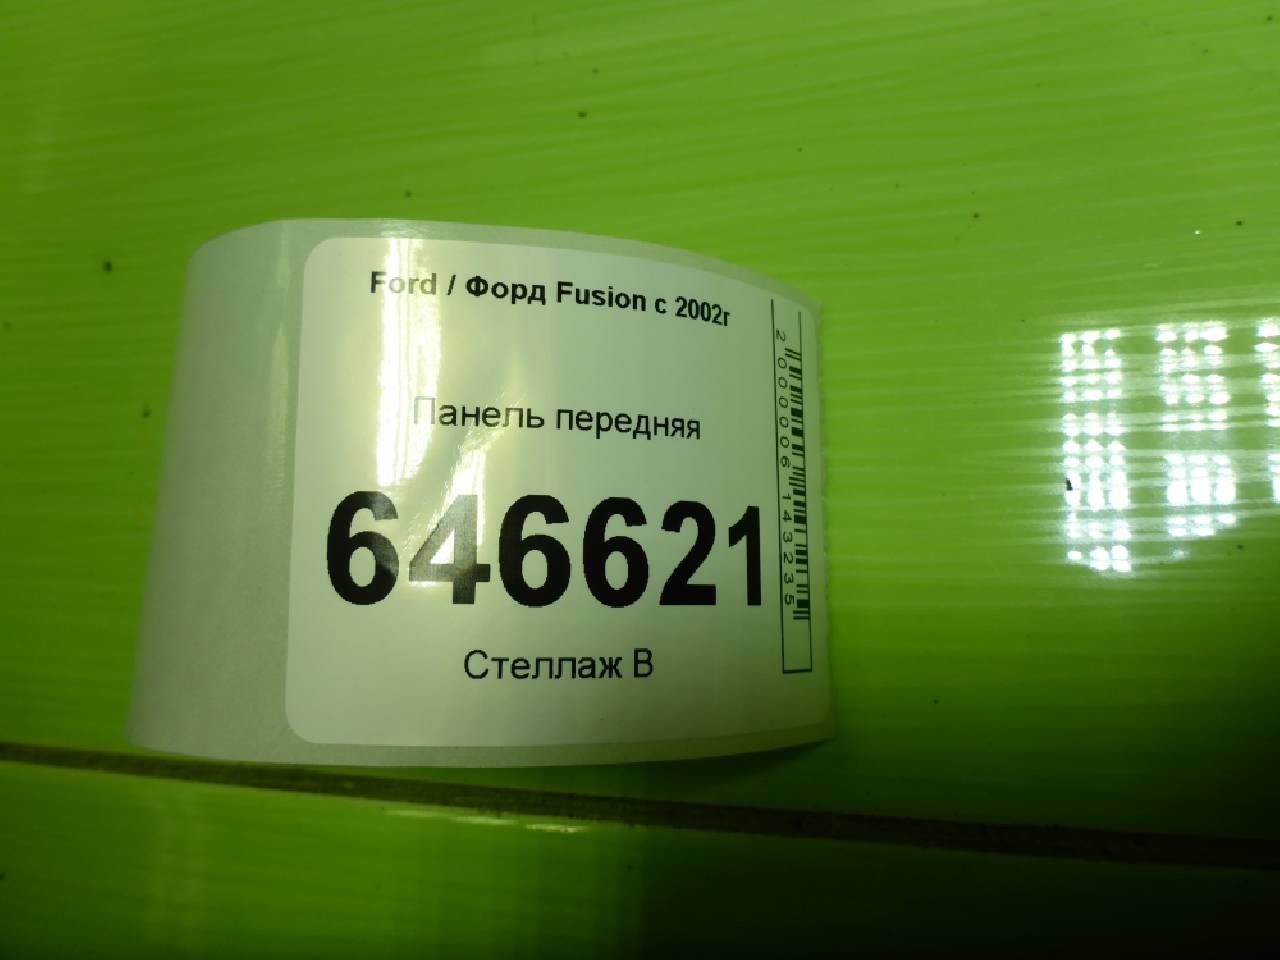 Ford / Форд Fusion с 2002г
Панель передняя
646621
Стеллаж В
2000006143235